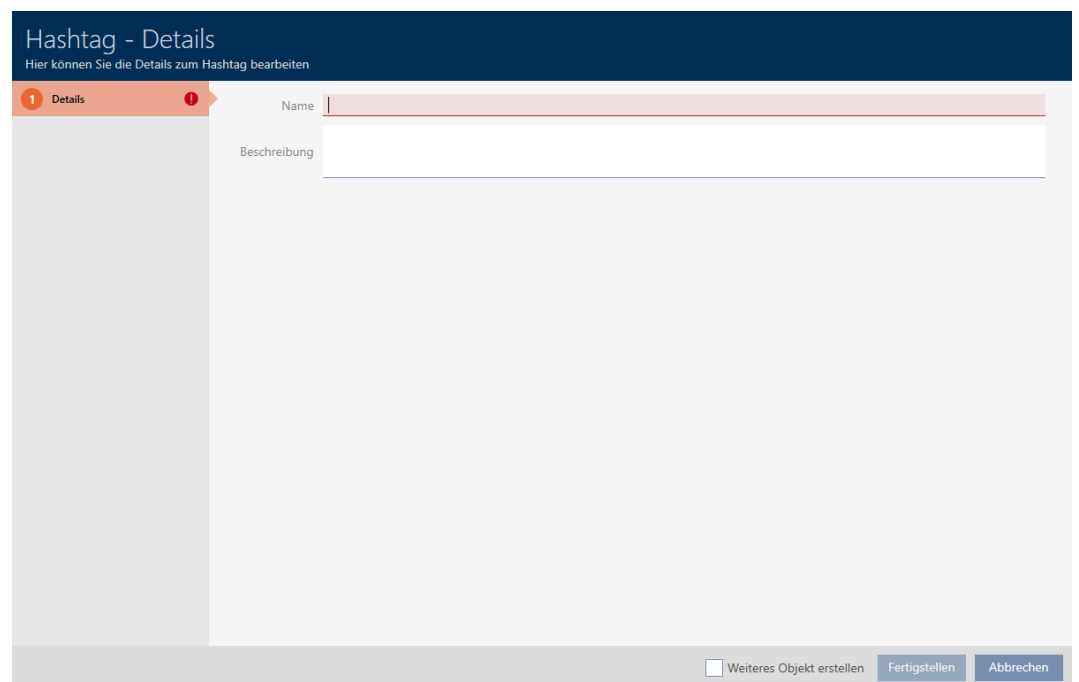 Hashtag - Details
Hier können Sie die Details zum Hashtag bearbeiten
1 Details
Name
Beschreibung
Weiteres Objekt erstellen Fertigstellen Abbrechen